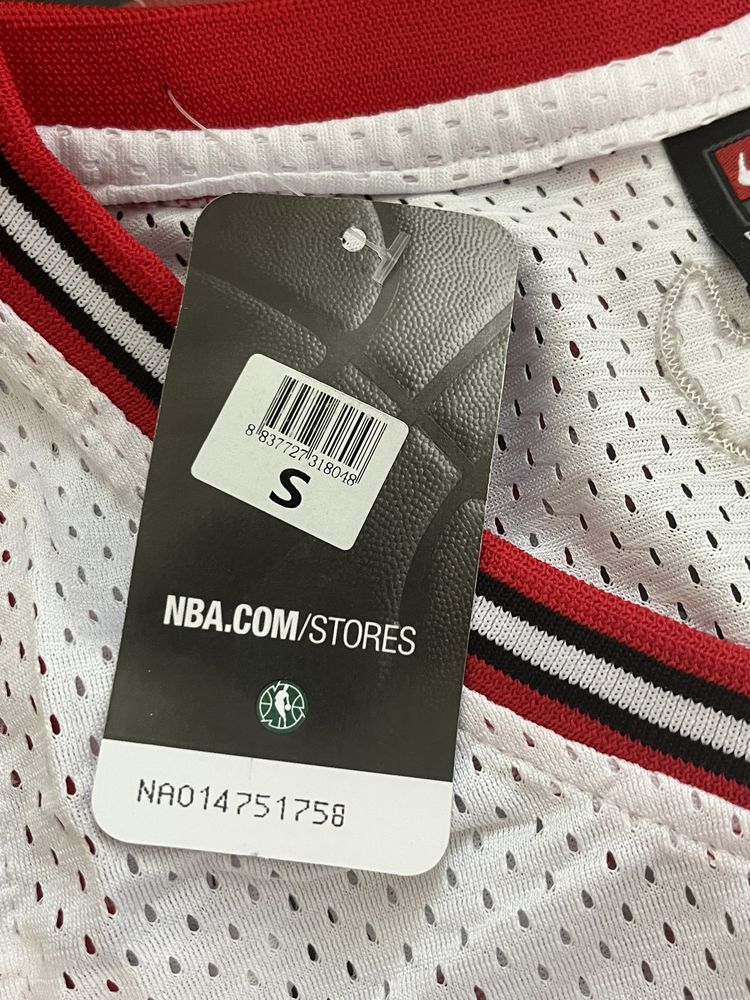 8 837727 318048
S
NBA.COM/STORES
NA014751758